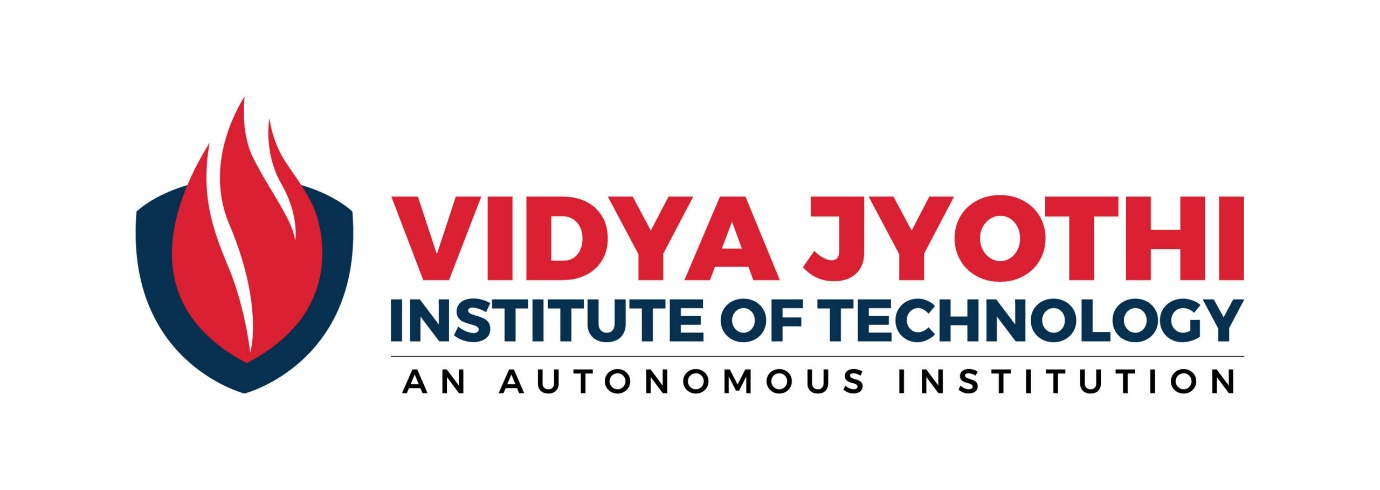 VIDYA JYOTHI
INSTITUTE OF TECHNOLOGY
AN AUTONOMOUS INSTITUTION